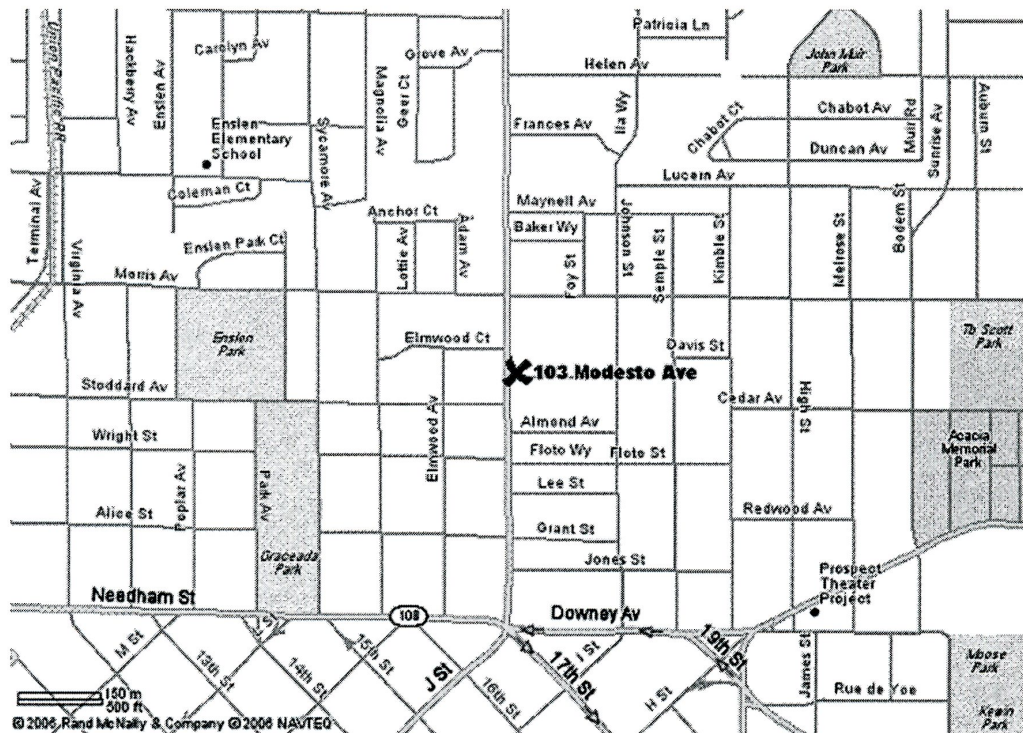 Patricia Ln
Carolyn Av
Grove Av
Helen Av
John Muir
Park
Union Pacific RR
Hackberry Av
Enslen Av
Magnolia Av
Geer Ct
Ila Wy
Chabot Av
Chabot Ct
Muir Rd
Sunrise Av
Auburn St
Enslen
Elementary
School
Sycamore Av
Frances Av
Duncan Av
Lucern Av
Coleman Ct
Maynell Av
Terminal Av
Virginia Av
Anchor Ct
Adam Av
Baker Wy
Johnson St
Semple St
Kimble St
Melrose St
Bodem St
Enslen Park Ct
Lottie Av
Foy St
Morris Av
Enslen
Park
Elmwood Ct
Davis St
Scott
Park
103 Modesto Ave
Stoddard Av
Elmwood Av
Cedar Av
High St
Almond Av
Wright St
Floto Wy
Floto St
Acacia
Memorial
Park
Poplar Av
Park Av
Lee St
Alice St
Redwood Av
Grant St
Graceada
Park
Jones St
Prospect
Theater
Project
Needham St
108
Downey Av
M St
J St
13th St
14th St
15th St
J St
16th St
17th St
I St
19th St
H St
James St
Moose
Park
Rue de Yoe
Kewin
Park
150 m
500 ft
© 2006 Rand McNally & Company © 2006 NAVTEQ